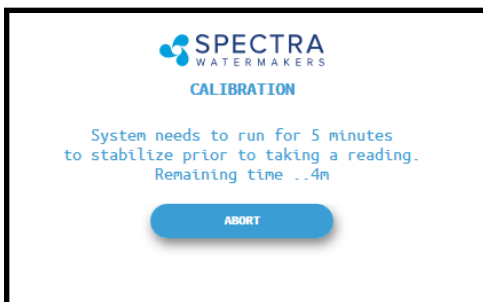 SPECTRA
WATERMAKERS
CALIBRATION
System needs to run for 5 minutes
to stabilize prior to taking a reading.
Remaining time ..4m
ABORT